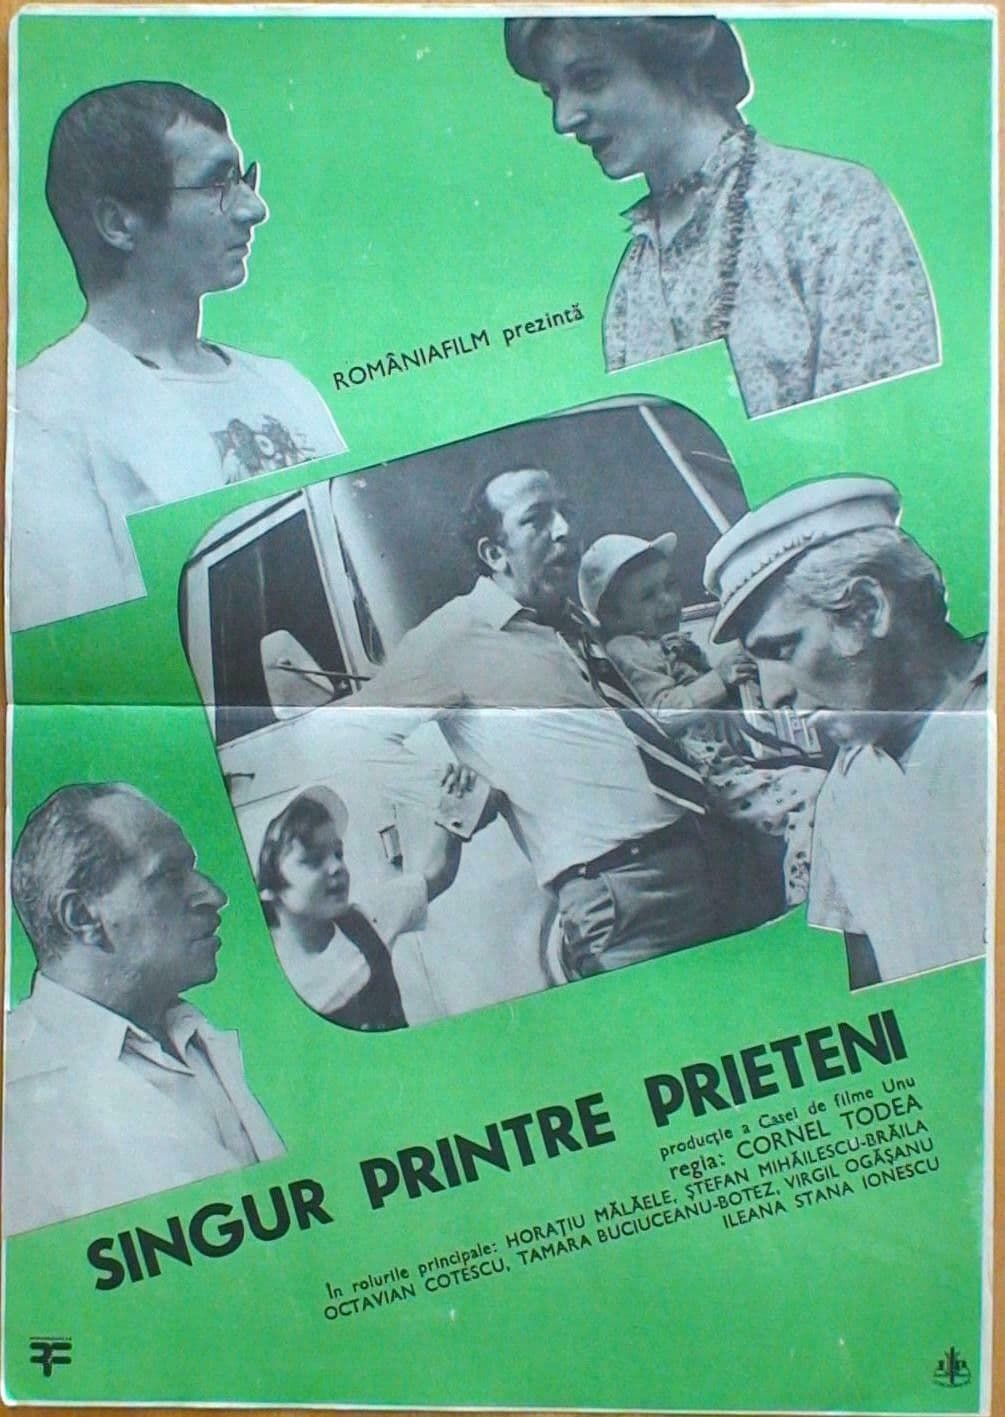 ROMÂNIAFILM prezintă
SINGUR PRINTRE PRIETENI
producție a Casei de filme Unu
regia: CORNEL TODEA
În rolurile principale: HORAȚIU MĂLĂELE, ȘTEFAN MIHĂILESCU-BRĂILA
OCTAVIAN COTESCU, TAMARA BUCIUCEANU-BOTEZ, VIRGIL OGĂȘANU
ILEANA STANA IONESCU
RF